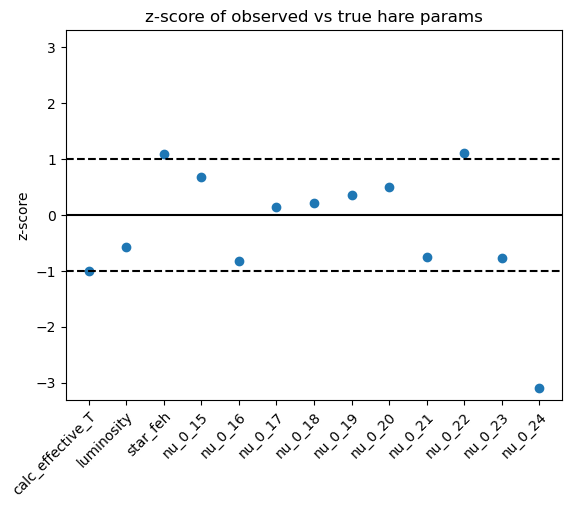 z-score of observed vs true hare params
z-score
3
2
1
0
−1
−2
−3
calc_effective_T
luminosity
star_feh
nu_0_15
nu_0_16
nu_0_17
nu_0_18
nu_0_19
nu_0_20
nu_0_21
nu_0_22
nu_0_23
nu_0_24